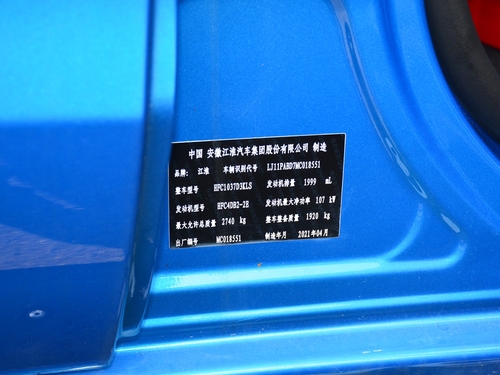 中国 安徽江淮汽车集团股份有限公司 制造
品牌: 江淮 车辆识别代号 LJ11PABD7MC018551
整车型号 HFC1037D3KLS 发动机排量 1999 mL
发动机型号 HFC4DB2-2E 发动机最大净功率 107 kW
最大允许总质量 2740 kg 整车整备质量 1920 kg
出厂编号 MC018551 制造年月 2021年04月